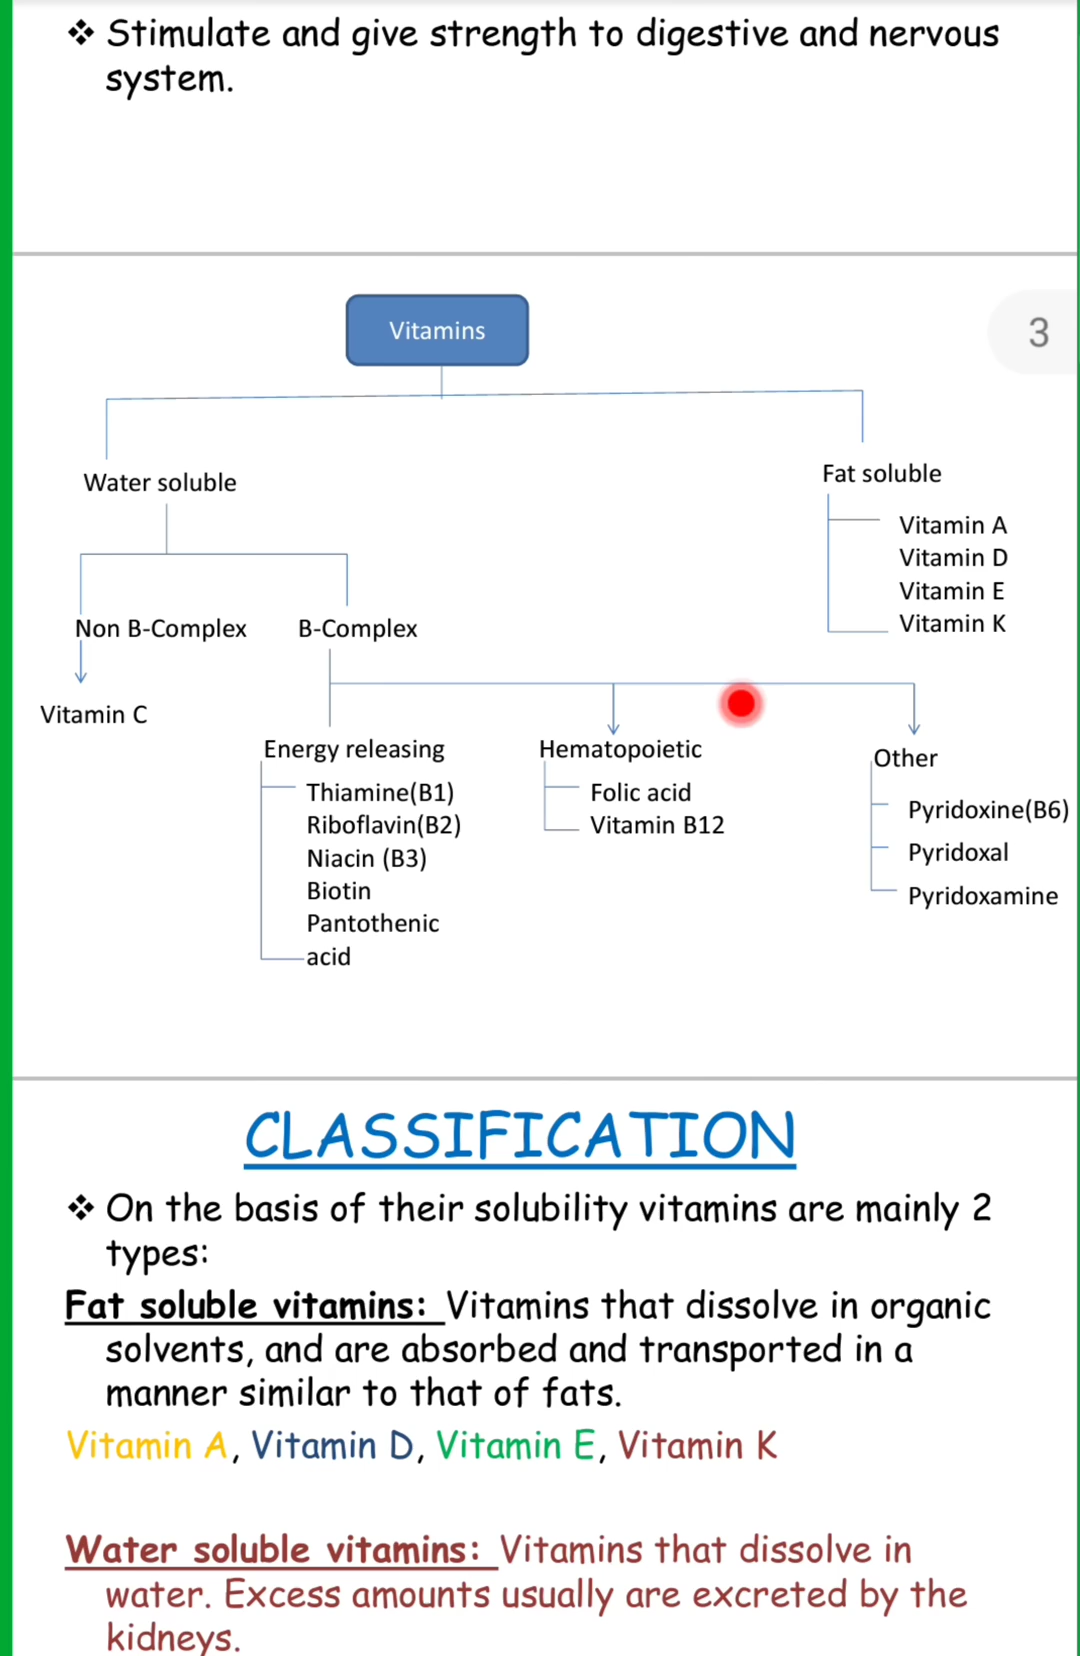 ❖ Stimulate and give strength to digestive and nervous
system.
Vitamins
3
Water soluble
Fat soluble
Vitamin A
Vitamin D
Vitamin E
Vitamin K
Non B-Complex
B-Complex
Vitamin C
Energy releasing
Thiamine(B1)
Riboflavin(B2)
Niacin (B3)
Biotin
Pantothenic
acid
Hematopoietic
Folic acid
Vitamin B12
Other
Pyridoxine(B6)
Pyridoxal
Pyridoxamine
CLASSIFICATION
❖ On the basis of their solubility vitamins are mainly 2
types:
Fat soluble vitamins: Vitamins that dissolve in organic
solvents, and are absorbed and transported in a
manner similar to that of fats.
Vitamin A, Vitamin D, Vitamin E, Vitamin K
Water soluble vitamins: Vitamins that dissolve in
water. Excess amounts usually are excreted by the
kidneys.